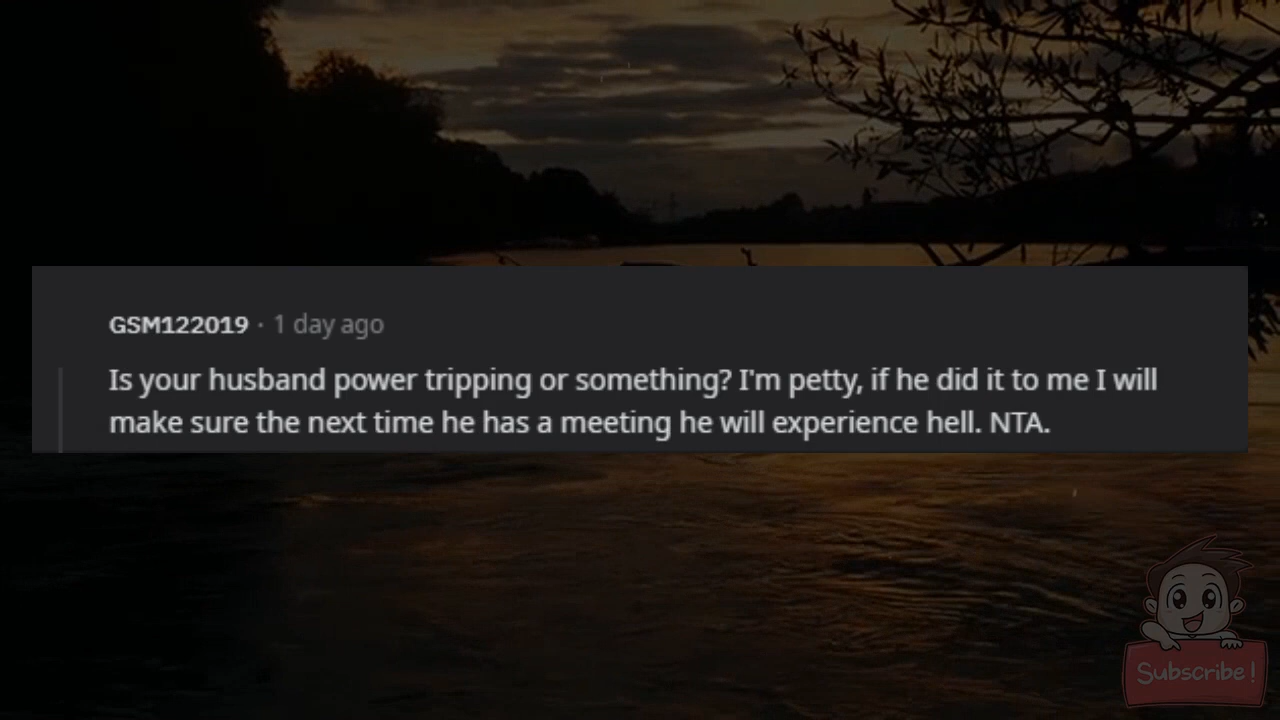 GSM122019 · 1 day ago
Is your husband power tripping or something? I'm petty, if he did it to me I will
make sure the next time he has a meeting he will experience hell. NTA.
Subscribe!